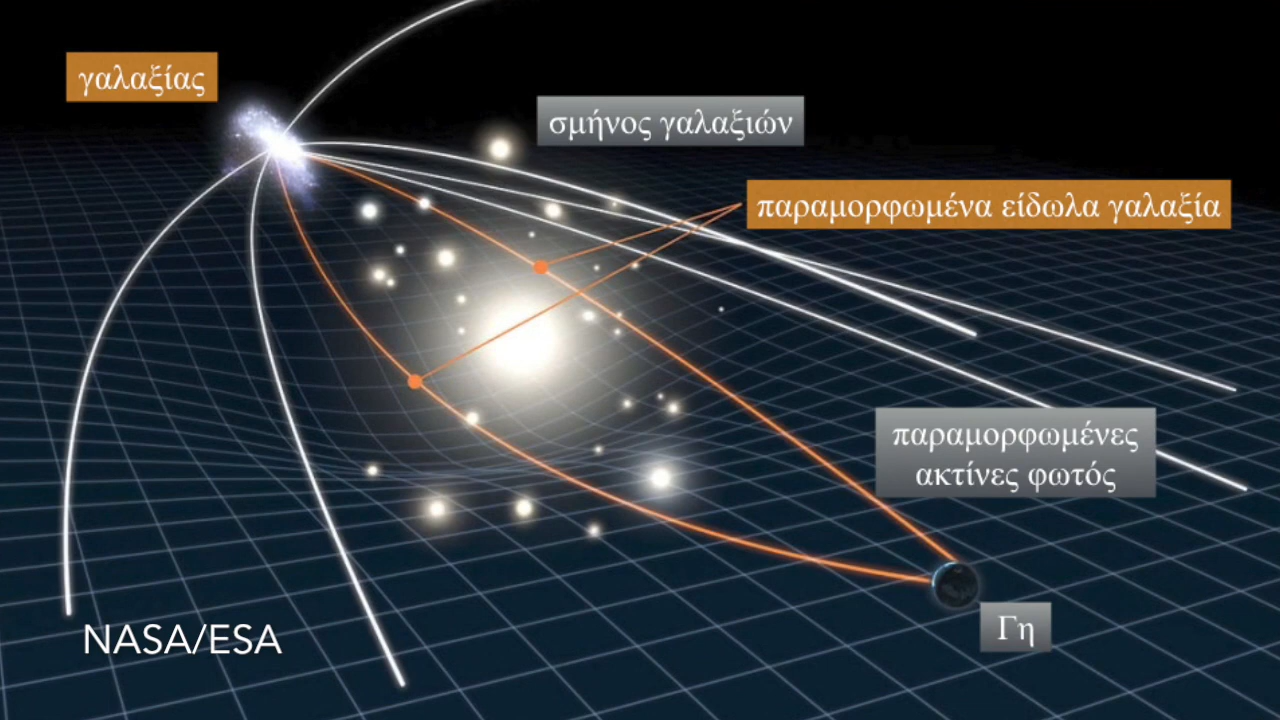 γαλαξίας
σμήνος γαλαξιών
παραμορφωμένα είδωλα γαλαξία
παραμορφωμένες
ακτίνες φωτός
Γη
NASA/ESA